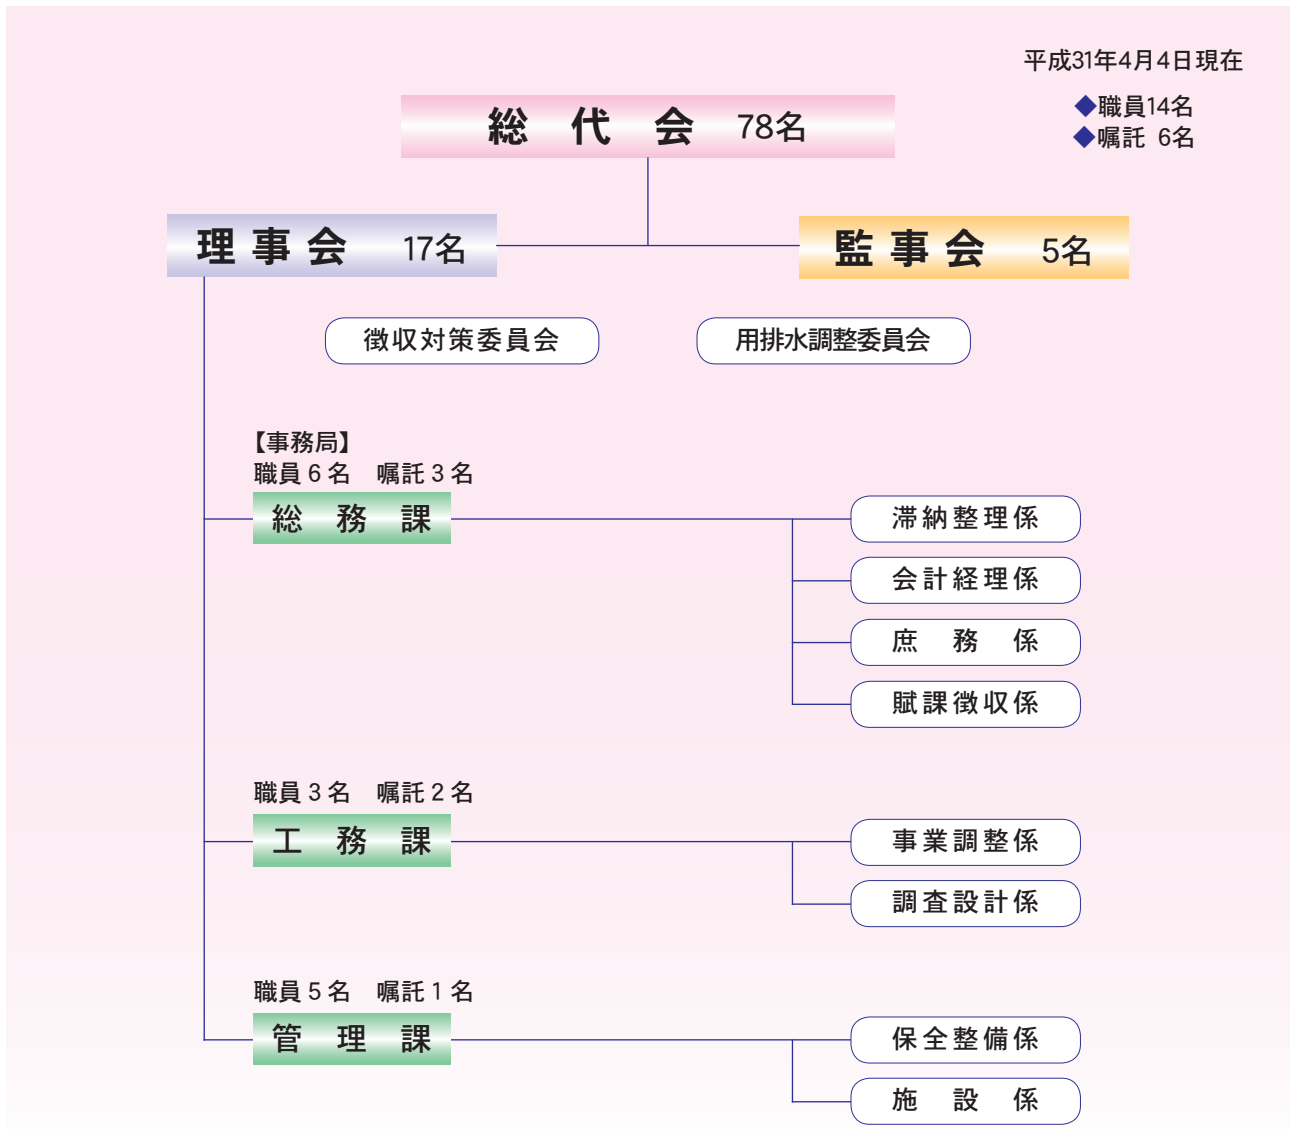 平成31年4月4日現在
◆職員14名
◆嘱託 6名
総代会 78名
理事会 17名
監事会 5名
徴収対策委員会
用排水調整委員会
【事務局】
職員6名 嘱託3名
総務課
滞納整理係
会計経理係
庶務係
賦課徴収係
職員3名 嘱託2名
工務課
事業調整係
調査設計係
職員5名 嘱託1名
管理課
保全整備係
施設係